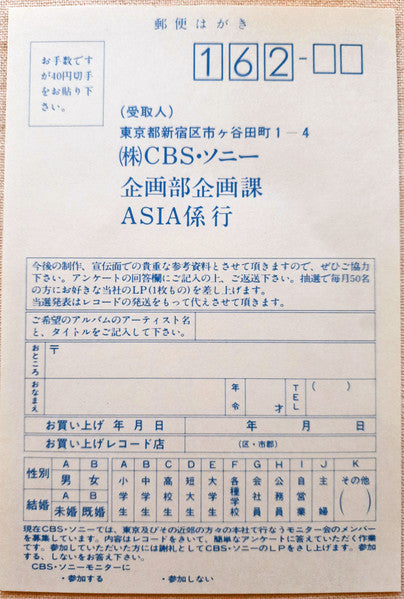 郵便はがき
お手数です
が40円切手
をお貼り下
さい。
162-
(受取人)
東京都新宿区市ヶ谷田町1―4
(株)CBS・ソニー
企画部企画課
ASIA係行
今後の制作、宣伝面での貴重な参考資料とさせて頂きますので、ぜひご協力
下さい。アンケートの回答欄にご記入の上、ご返送下さい。抽選で毎月50名
の方にお好きな当社のLP(1枚もの)を差し上げます。
当選発表はレコードの発送をもって代えさせて頂きます。
ご希望のアルバムのアーティスト名
と、タイトルをご記入して下さい。
おところ 〒
おなまえ 年令 才 TEL ( )
お買い上げ 年 月 日 年 月 日
お買い上げレコード店 (区・市郡)
性別 A男 B女
結婚 A未婚 B既婚
A小学生 B中学生 C高校生 D短大生 E大学生 F各種学校 G会社員 H公務員 I自営業 J主婦 Kその他( )
現在CBS・ソニーでは、東京及びその近郊の方々の本社で行なうモニター会のメンバー
を募集しています。内容はレコードをきいて、簡単なアンケートに答えていただく作業
です。参加していただいた方には謝礼としてCBS・ソニーのLPをさし上げます。参加
する、しないをお答え下さい。
CBS・ソニーモニターに
・参加する ・参加しない